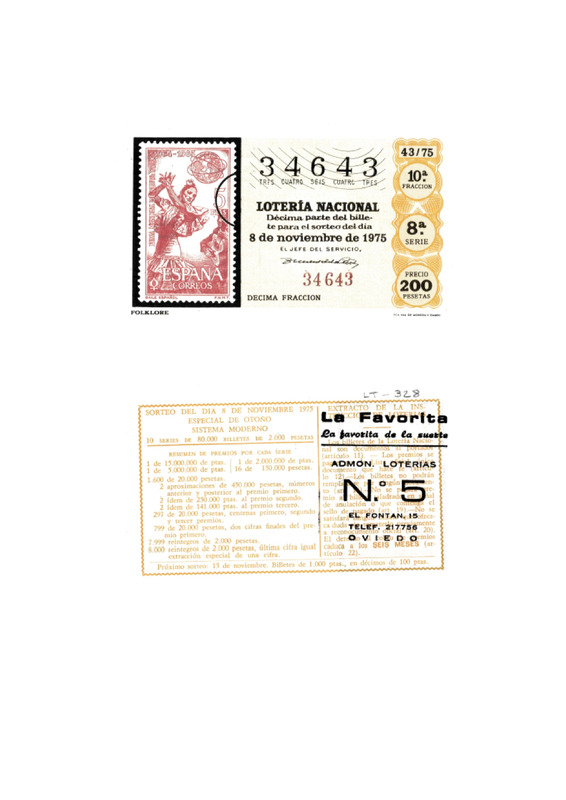 1964-1965
ESPAÑA
CORREOS
BAILE ESPAÑOL F.N.M.T.
FOLKLORE
34643
TRES CUATRO SEIS CUATRO TRES
LOTERÍA NACIONAL
Décima parte del bille-
te para el sorteo del día
8 de noviembre de 1975
EL JEFE DEL SERVICIO,
34643
DECIMA FRACCION
43/75
10ª.
FRACCION
8ª.
SERIE
PRECIO
200
PESETAS
LT-328
SORTEO DEL DIA 8 DE NOVIEMBRE 1975
ESPECIAL DE OTOÑO
SISTEMA MODERNO
10 SERIES DE 80.000 BILLETES DE 2.000 PESETAS
RESUMEN DE PREMIOS POR CADA SERIE
1 de 15.000.000 de ptas. 1 de 2.000.000 de ptas.
1 de 5.000.000 de ptas. 16 de 150.000 pesetas.
1.600 de 20.000 pesetas.
2 aproximaciones de 450.000 pesetas, números
anterior y posterior al premio primero.
2 ídem de 250.000 ptas. al premio segundo.
2 ídem de 141.000 ptas. al premio tercero.
297 de 20.000 pesetas, centenas primero, segundo
y tercer premios.
799 de 20.000 pesetas, dos cifras finales del pre-
mio primero.
7.999 reintegros de 2.000 pesetas.
8.000 reintegros de 2.000 pesetas, última cifra igual
extracción especial de una cifra.
EXTRACTO DE LA INS-
La Favorita
La favorita de la suerte
ADMON. LOTERIAS
N.º 5
EL FONTAN, 15
TELEF. 217756
OVIEDO
caduca a los SEIS MESES (ar-
tículo 22).
Próximo sorteo: 15 de noviembre. Billetes de 1.000 ptas., en décimos de 100 ptas.